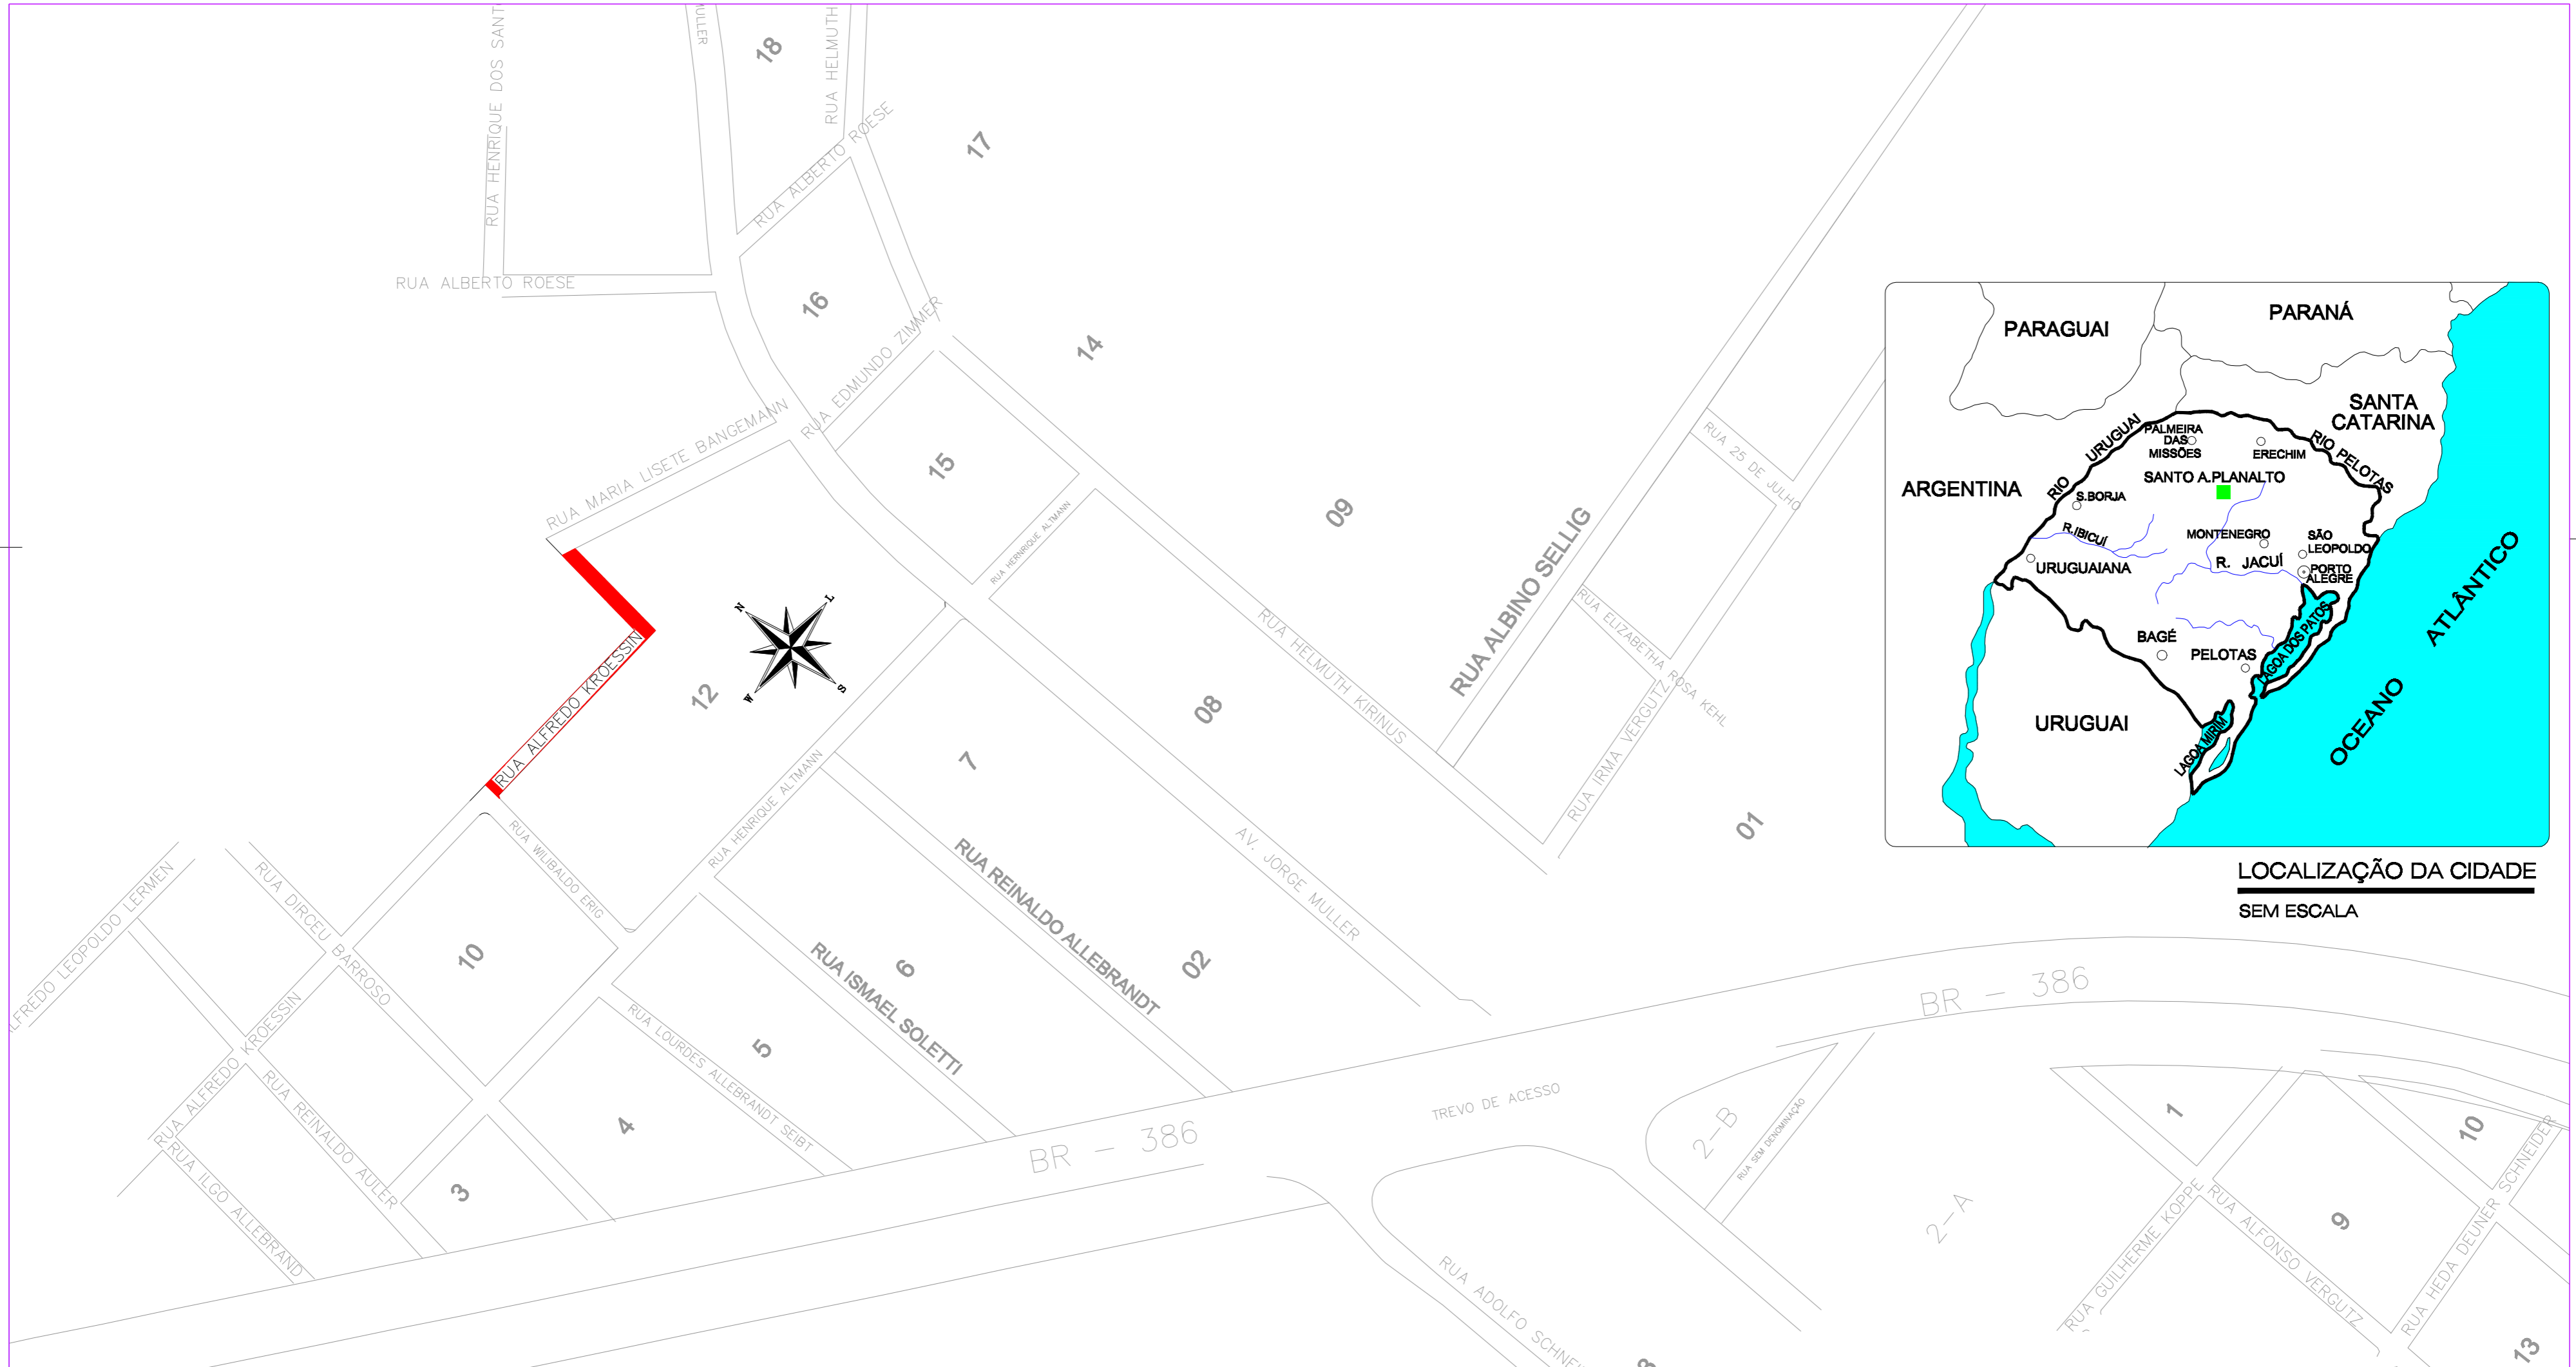 RUA HENRIQUE DOS SANT
MULLER
18
RUA HELMUTH
RUA ALBERTO ROESE
17
RUA ALBERTO ROESE
16
RUA EDMUNDO ZIMMER
14
RUA MARIA LISETE BANGEMANN
15
RUA HERNRIQUE ALTMANN
09
RUA ALBINO SELLIG
RUA 25 DE JULHO
RUA ELIZABETHA ROSA KEHL
RUA IRMA VERGUTZ
RUA HELMUTH KIRINUS
N
L
W
S
RUA ALFREDO KROESSIN
12
08
7
RUA HENRIQUE ALTMANN
RUA WILIBALDO ERIG
RUA REINALDO ALLEBRANDT
AV. JORGE MULLER
01
02
RUA ISMAEL SOLETTI
6
10
RUA DIRCEU BARROSO
LFREDO LEOPOLDO LERMEN
RUA ALFREDO KROESSIN
RUA LOURDES ALLEBRANDT SEIBT
5
4
3
RUA REINALDO AULER
RUA ILGO ALLEBRAND
BR - 386
TREVO DE ACESSO
BR - 386
2-B
RUA SEM DENOMINAÇÃO
2-A
RUA ADOLFO SCHNEI
1
10
9
RUA GUILHERME KOPPE
RUA ALFONSO VERGUTZ
RUA HEDA DEUNER SCHNEIDER
13
PARAGUAI
PARANÁ
SANTA
CATARINA
ARGENTINA
RIO URUGUAI
PALMEIRA
DAS
MISSÕES
ERECHIM
RIO PELOTAS
SANTO A.PLANALTO
S.BORJA
R.IBICUÍ
MONTENEGRO
SÃO
LEOPOLDO
URUGUAIANA
R. JACUÍ
PORTO
ALEGRE
BAGÉ
PELOTAS
LAGOA DOS PATOS
URUGUAI
LAGOA MIRIM
OCEANO ATLÂNTICO
LOCALIZAÇÃO DA CIDADE
SEM ESCALA